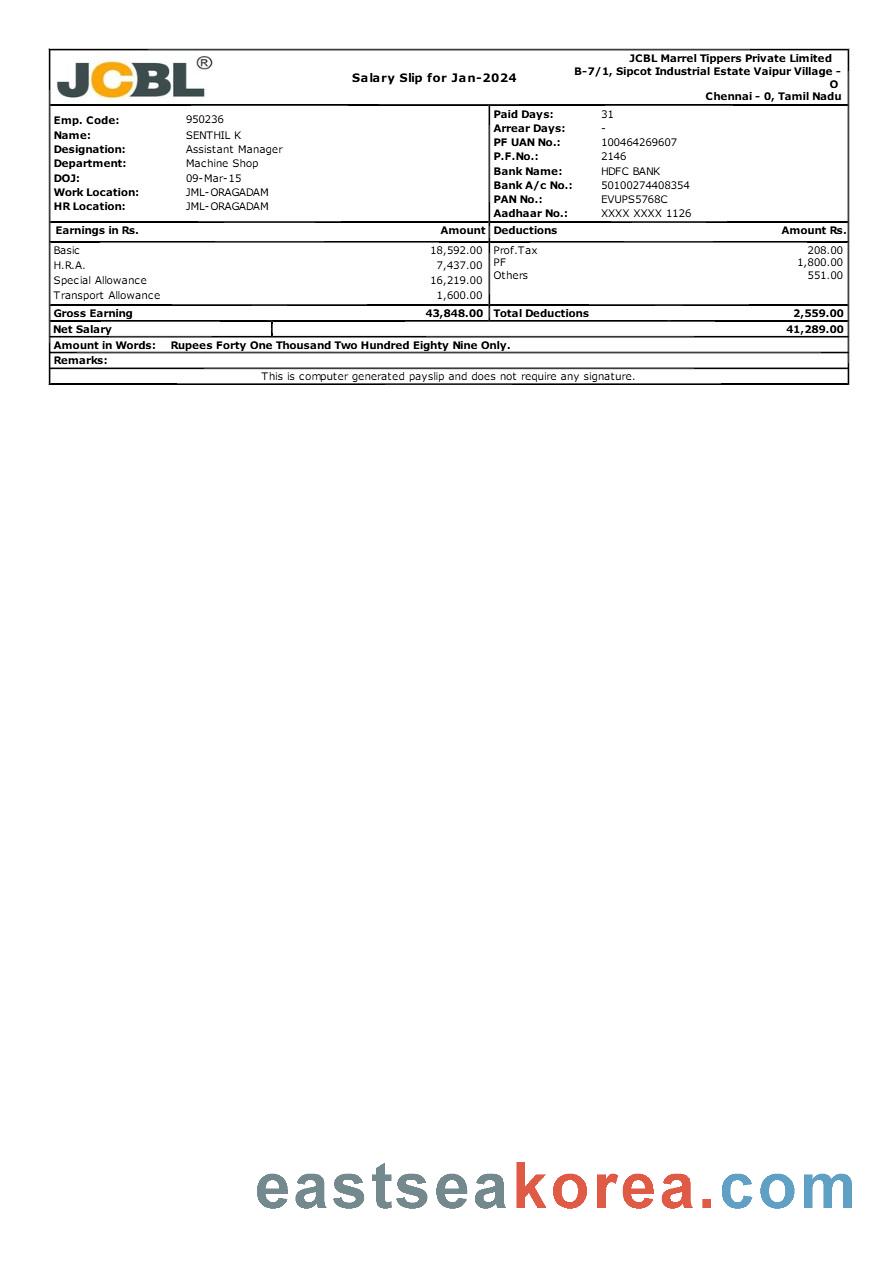 JCBL®
Salary Slip for Jan-2024
JCBL Marrel Tippers Private Limited
B-7/1, Sipcot Industrial Estate Vaipur Village -
O
Chennai - 0, Tamil Nadu
Emp. Code: 950236
Name: SENTHIL K
Designation: Assistant Manager
Department: Machine Shop
DOJ: 09-Mar-15
Work Location: JML-ORAGADAM
HR Location: JML-ORAGADAM
Paid Days: 31
Arrear Days: -
PF UAN No.: 100464269607
P.F.No.: 2146
Bank Name: HDFC BANK
Bank A/c No.: 50100274408354
PAN No.: EVUPS5768C
Aadhaar No.: XXXX XXXX 1126
Earnings in Rs. Amount Deductions Amount Rs.
Basic 18,592.00
H.R.A. 7,437.00
Special Allowance 16,219.00
Transport Allowance 1,600.00
Prof.Tax 208.00
PF 1,800.00
Others 551.00
Gross Earning 43,848.00 Total Deductions 2,559.00
Net Salary 41,289.00
Amount in Words: Rupees Forty One Thousand Two Hundred Eighty Nine Only.
Remarks:
This is computer generated payslip and does not require any signature.
eastseakorea.com